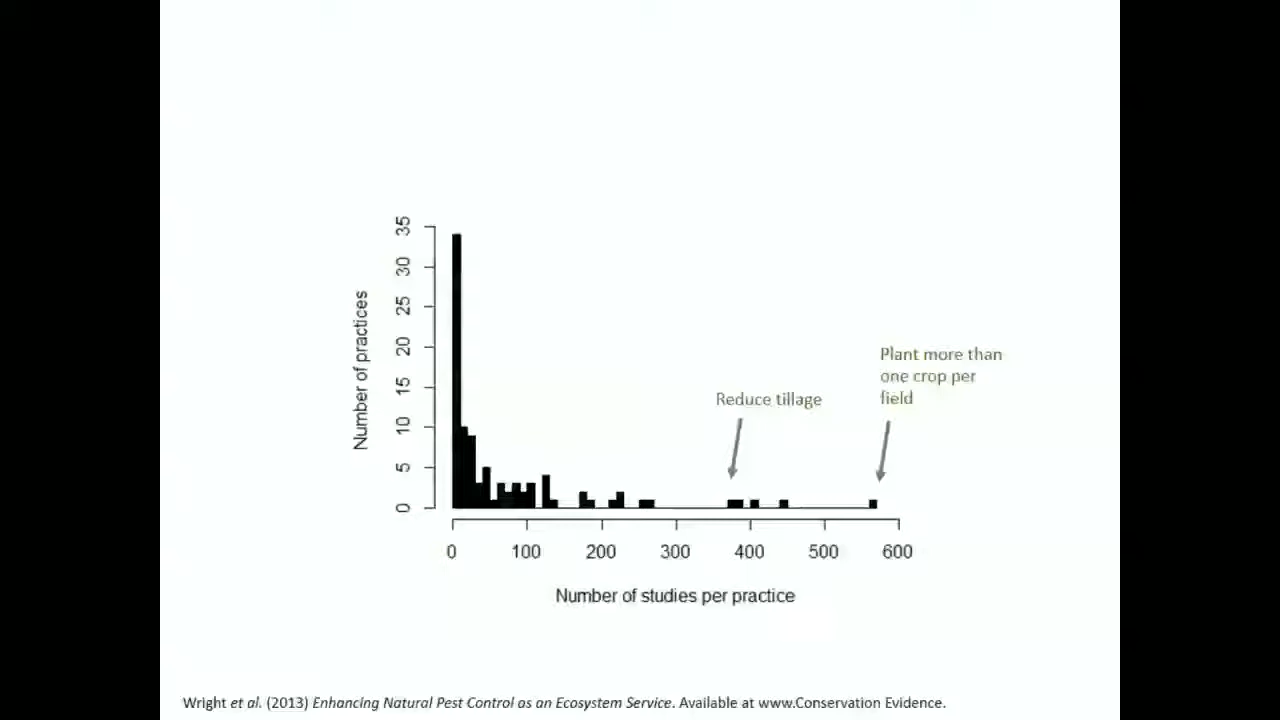 35
30
25
20
15
10
5
0
Number of practices
Reduce tillage
Plant more than
one crop per
field
0 100 200 300 400 500 600
Number of studies per practice
Wright et al. (2013) Enhancing Natural Pest Control as an Ecosystem Service. Available at www.Conservation Evidence.